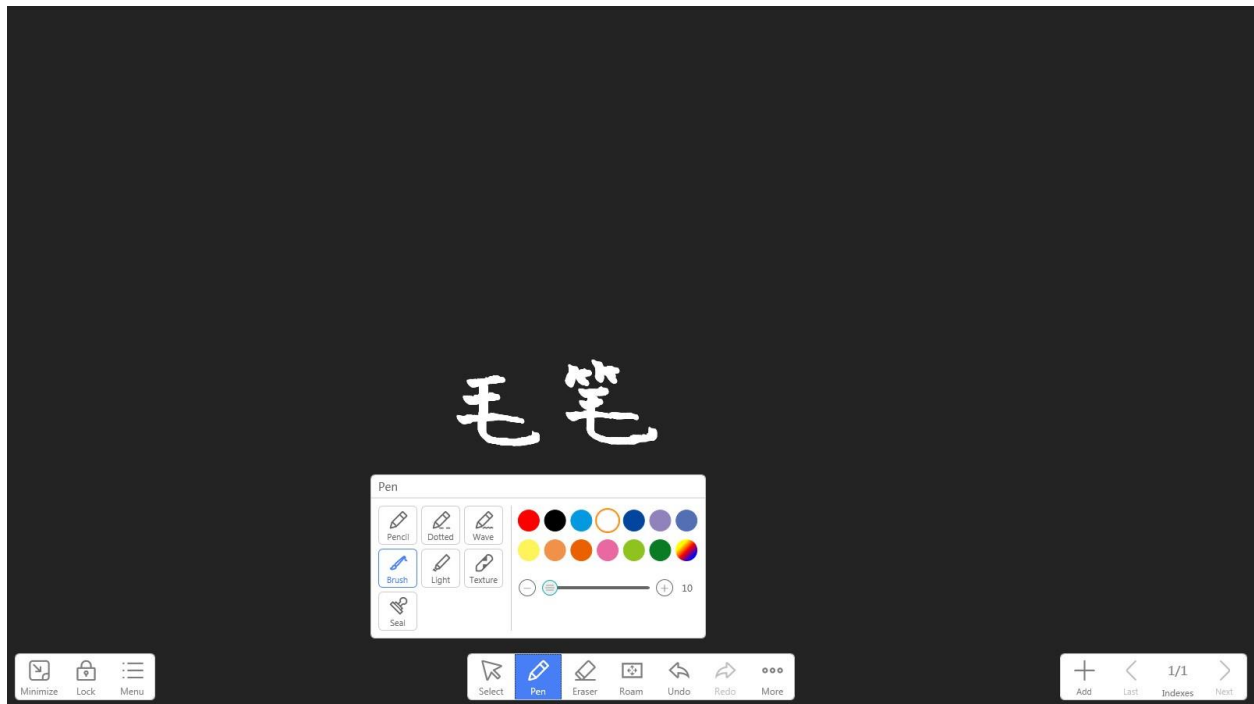 毛笔
Pen
Pencil Dotted Wave
Brush Light Texture
10
Seal
Minimize Lock Menu Select Pen Eraser Roam Undo Redo More Add Last 1/1 Indexes Next